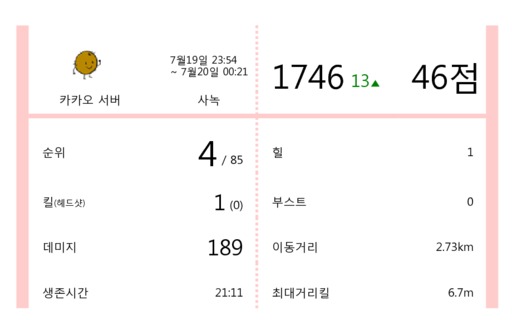 7월19일 23:54
~ 7월20일 00:21
카카오 서버
사녹
1746 13▲ 46점
순위 4 / 85
킬(헤드샷) 1 (0)
데미지 189
생존시간 21:11
힐 1
부스트 0
이동거리 2.73km
최대거리킬 6.7m